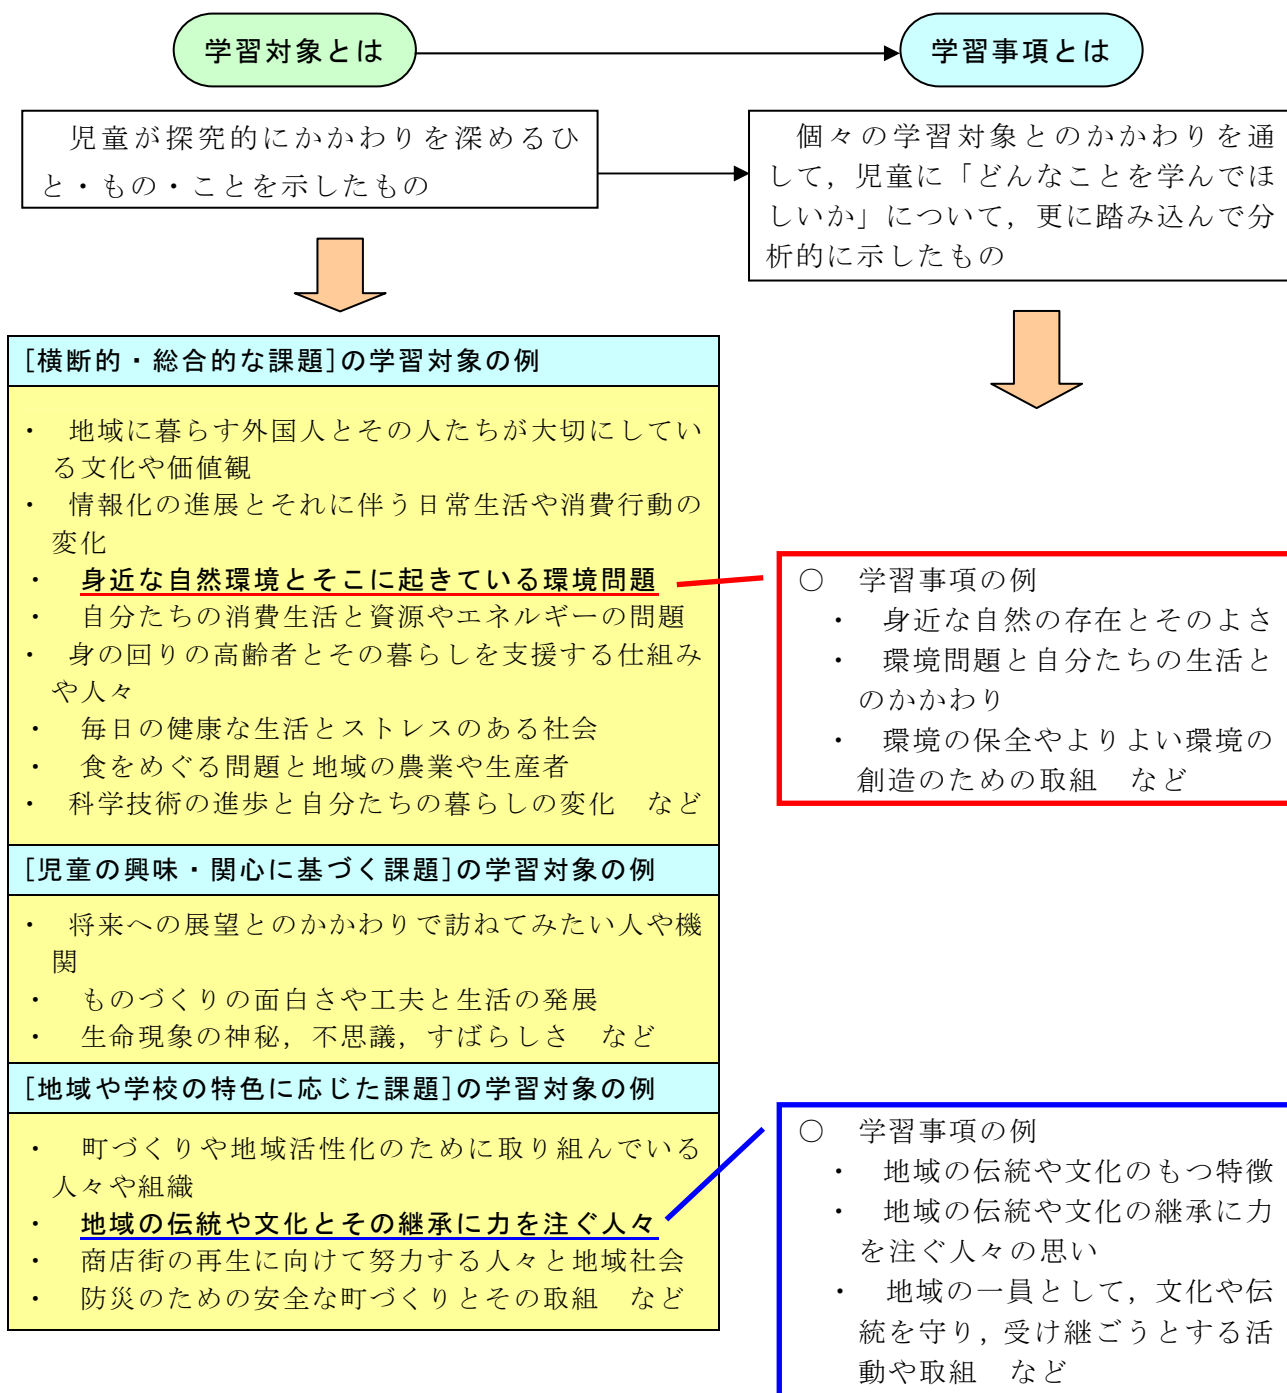 学習対象とは
学習事項とは
児童が探究的にかかわりを深めるひ
と・もの・ことを示したもの
個々の学習対象とのかかわりを通
して，児童に「どんなことを学んでほ
しいか」について，更に踏み込んで分
析的に示したもの
[横断的・総合的な課題]の学習対象の例
・　地域に暮らす外国人とその人たちが大切にしてい
る文化や価値観
・　情報化の進展とそれに伴う日常生活や消費行動の
変化
・　身近な自然環境とそこに起きている環境問題
・　自分たちの消費生活と資源やエネルギーの問題
・　身の回りの高齢者とその暮らしを支援する仕組み
や人々
・　毎日の健康な生活とストレスのある社会
・　食をめぐる問題と地域の農業や生産者
・　科学技術の進歩と自分たちの暮らしの変化　など
○　学習事項の例
・　身近な自然の存在とそのよさ
・　環境問題と自分たちの生活と
のかかわり
・　環境の保全やよりよい環境の
創造のための取組　など
[児童の興味・関心に基づく課題]の学習対象の例
・　将来への展望とのかかわりで訪ねてみたい人や機
関
・　ものづくりの面白さや工夫と生活の発展
・　生命現象の神秘，不思議，すばらしさ　など
[地域や学校の特色に応じた課題]の学習対象の例
・　町づくりや地域活性化のために取り組んでいる
人々や組織
・　地域の伝統や文化とその継承に力を注ぐ人々
・　商店街の再生に向けて努力する人々と地域社会
・　防災のための安全な町づくりとその取組　など
○　学習事項の例
・　地域の伝統や文化のもつ特徴
・　地域の伝統や文化の継承に力
を注ぐ人々の思い
・　地域の一員として，文化や伝
統を守り，受け継ごうとする活
動や取組　など